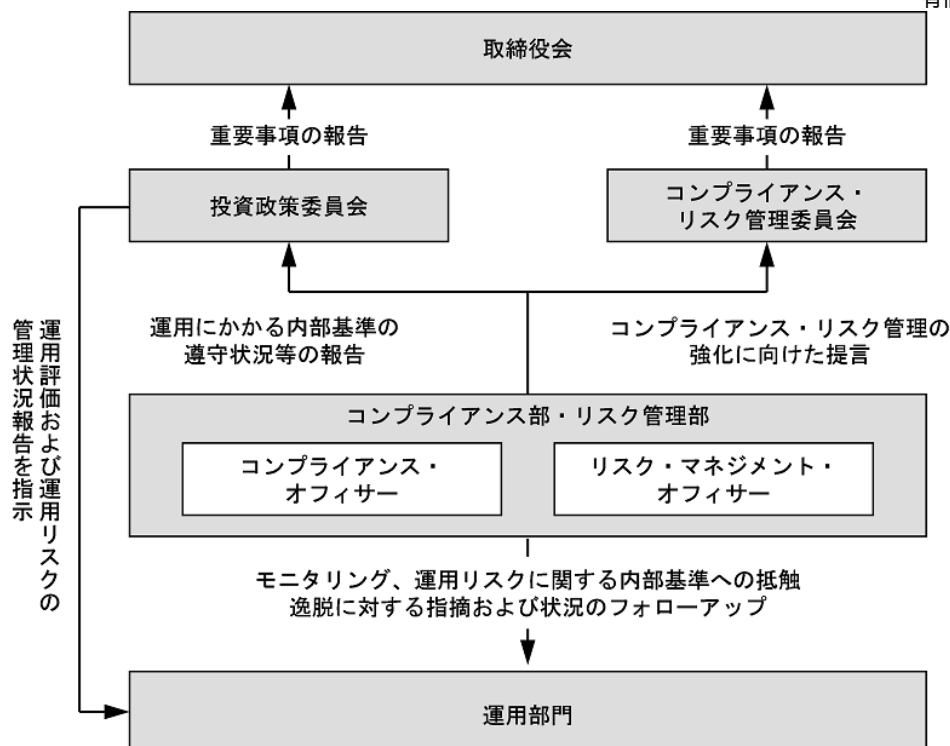 取締役会
重要事項の報告
重要事項の報告
投資政策委員会
コンプライアンス・
リスク管理委員会
運用にかかる内部基準の
遵守状況等の報告
コンプライアンス・リスク管理の
強化に向けた提言
運用評価および運用リスクの
管理状況報告を指示
コンプライアンス部・リスク管理部
コンプライアンス・
オフィサー
リスク・マネジメント・
オフィサー
モニタリング、運用リスクに関する内部基準への抵触
逸脱に対する指摘および状況のフォローアップ
運用部門